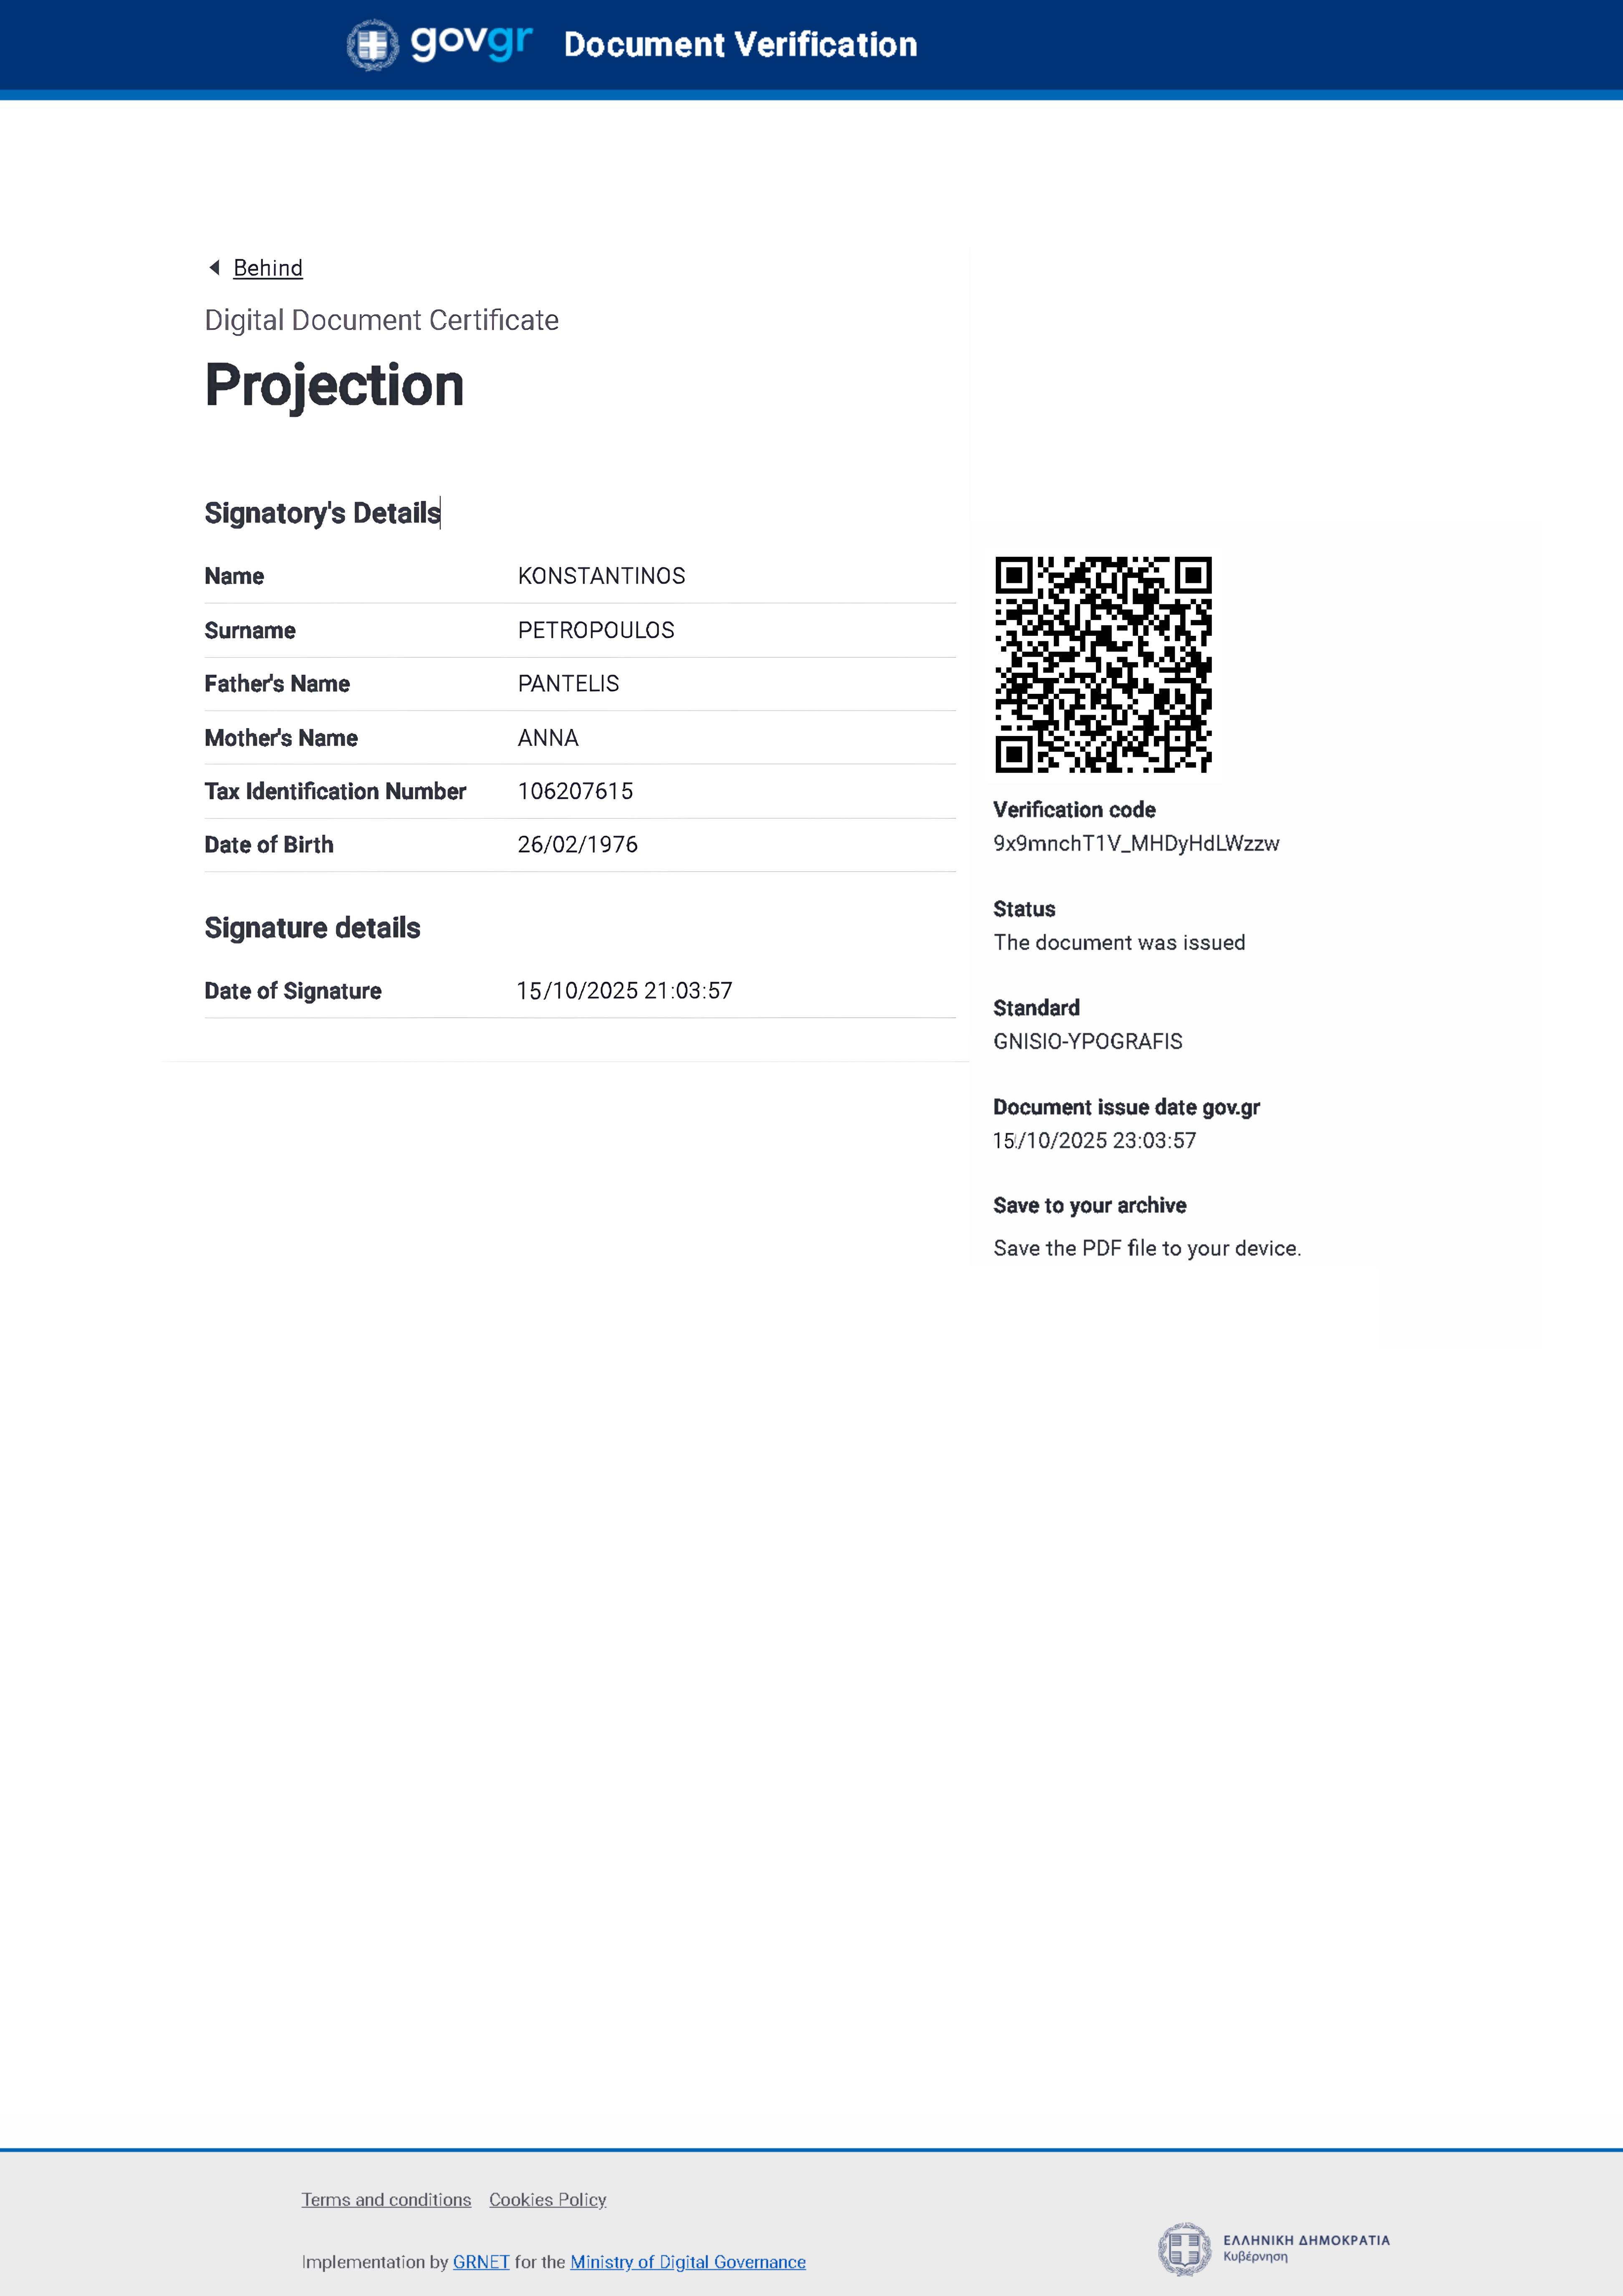 govgr Document Verification
Behind
Digital Document Certificate
Projection
Signatory's Details
Name KONSTANTINOS
Surname PETROPOULOS
Father's Name PANTELIS
Mother's Name ANNA
Tax Identification Number 106207615
Date of Birth 26/02/1976
Signature details
Date of Signature 15/10/2025 21:03:57
Verification code
9x9mnchT1V_MHDyHdLWzzw
Status
The document was issued
Standard
GNISIO-YPOGRAFIS
Document issue date gov.gr
15/10/2025 23:03:57
Save to your archive
Save the PDF file to your device.
Terms and conditions Cookies Policy
Implementation by GRNET for the Ministry of Digital Governance
ΕΛΛΗΝΙΚΗ ΔΗΜΟΚΡΑΤΙΑ
Κυβέρνηση